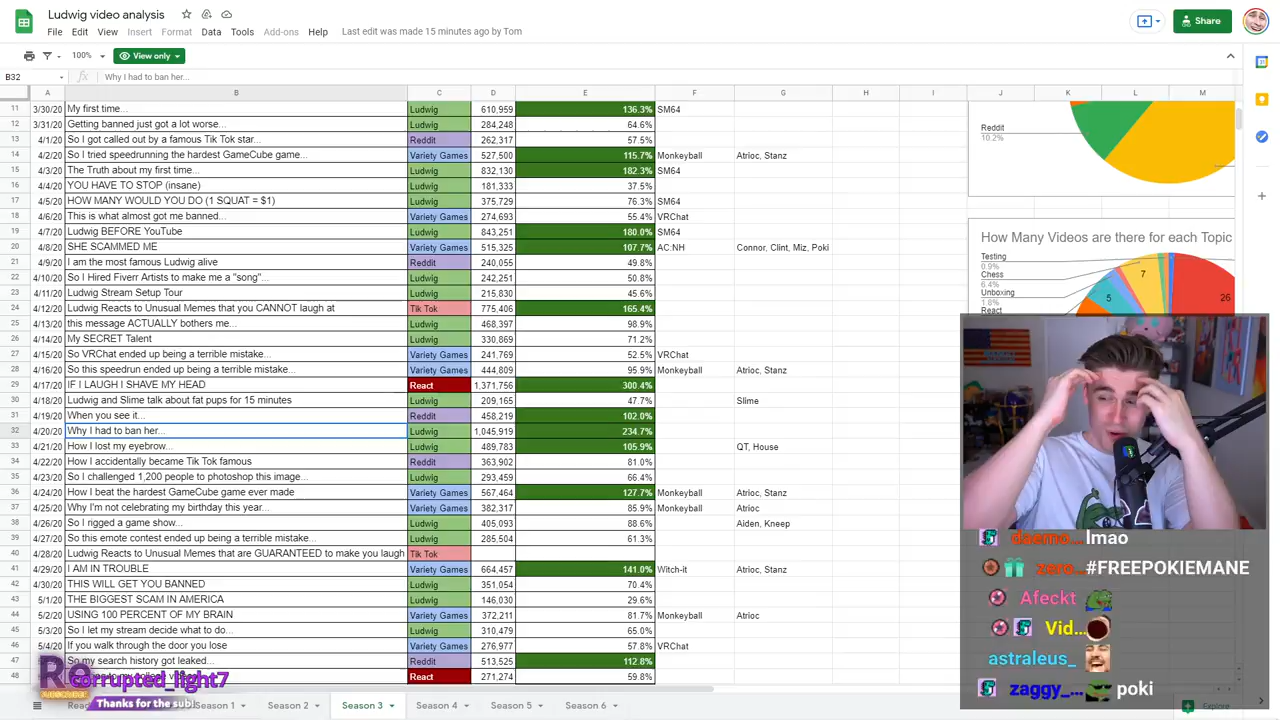 Ludwig video analysis
File Edit View Insert Format Data Tools Add-ons Help Last edit was made 15 minutes ago by Tom
Share
100% View only
B32 fx Why I had to ban her...
A B C D E F G H I J K L M
11 3/30/20 My first time... Ludwig 610,959 136.3% SM64
12 3/31/20 Getting banned just got a lot worse... Ludwig 284,248 64.6%
13 4/1/20 So I got called out by a famous Tik Tok star... Reddit 262,317 57.5%
14 4/2/20 So I tried speedrunning the hardest GameCube game... Variety Games 527,500 115.7% Monkeyball Atrioc, Stanz
15 4/3/20 The Truth about my first time... Ludwig 832,130 182.3% SM64
16 4/4/20 YOU HAVE TO STOP (insane) Ludwig 181,333 37.5%
17 4/5/20 HOW MANY WOULD YOU DO (1 SQUAT = $1) Ludwig 375,729 76.3% SM64
18 4/6/20 This is what almost got me banned... Variety Games 274,693 55.4% VRChat
19 4/7/20 Ludwig BEFORE YouTube Ludwig 843,251 180.0% SM64
20 4/8/20 SHE SCAMMED ME Variety Games 515,325 107.7% AC:NH Connor, Clint, Miz, Poki
21 4/9/20 I am the most famous Ludwig alive Reddit 240,055 49.8%
22 4/10/20 So I Hired Fiverr Artists to make me a "song"... Ludwig 242,251 50.8%
23 4/11/20 Ludwig Stream Setup Tour Ludwig 215,830 45.6%
24 4/12/20 Ludwig Reacts to Unusual Memes that you CANNOT laugh at Tik Tok 775,406 165.4%
25 4/13/20 this message ACTUALLY bothers me... Ludwig 468,397 98.9%
26 4/14/20 My SECRET Talent Ludwig 330,869 71.2%
27 4/15/20 So VRChat ended up being a terrible mistake... Variety Games 241,769 52.5% VRChat
28 4/16/20 So this speedrun ended up being a terrible mistake... Variety Games 444,809 95.9% Monkeyball Atrioc, Stanz
29 4/17/20 IF I LAUGH I SHAVE MY HEAD React 1,371,756 300.4%
30 4/18/20 Ludwig and Slime talk about fat pups for 15 minutes Ludwig 209,165 47.7% Slime
31 4/19/20 When you see it... Reddit 458,219 102.0%
32 4/20/20 Why I had to ban her... Ludwig 1,045,919 234.7%
33 4/21/20 How I lost my eyebrow... Ludwig 489,783 105.9% QT, House
34 4/22/20 How I accidentally became Tik Tok famous Reddit 363,902 81.0%
35 4/23/20 So I challenged 1,200 people to photoshop this image... Ludwig 293,459 66.4%
36 4/24/20 How I beat the hardest GameCube game ever made Variety Games 567,464 127.7% Monkeyball Atrioc, Stanz
37 4/25/20 Why I'm not celebrating my birthday this year... Variety Games 382,317 85.9% Monkeyball Atrioc
38 4/26/20 So I rigged a game show... Ludwig 405,093 88.6% Aiden, Kneep
39 4/27/20 So this emote contest ended up being a terrible mistake... Ludwig 285,504 61.3%
40 4/28/20 Ludwig Reacts to Unusual Memes that are GUARANTEED to make you laugh Tik Tok
41 4/29/20 I AM IN TROUBLE Variety Games 664,457 141.0% Witch-it Atrioc, Stanz
42 4/30/20 THIS WILL GET YOU BANNED Ludwig 351,054 70.4%
43 5/1/20 THE BIGGEST SCAM IN AMERICA Ludwig 146,030 29.6%
44 5/2/20 USING 100 PERCENT OF MY BRAIN Variety Games 372,211 81.7% Monkeyball Atrioc
45 5/3/20 So I let my stream decide what to do... Ludwig 310,479 65.0%
46 5/4/20 If you walk through the door you lose Variety Games 276,977 57.8% VRChat
47 So my search history got leaked... Reddit 513,525 112.8%
48 React 271,274 59.8%
Reddit
10.2%
How Many Videos are there for each Topic
Testing
0.9%
Chess
6.4%
Unboxing
1.8%
React
7
5
26
daemo... lmao
zero... #FREEPOKIEMANE
Afeckt
Vid...
astraleus_
zaggy_... poki
corrupted_light7
Thanks for the sub!
Season 1 Season 2 Season 3 Season 4 Season 5 Season 6
Explore